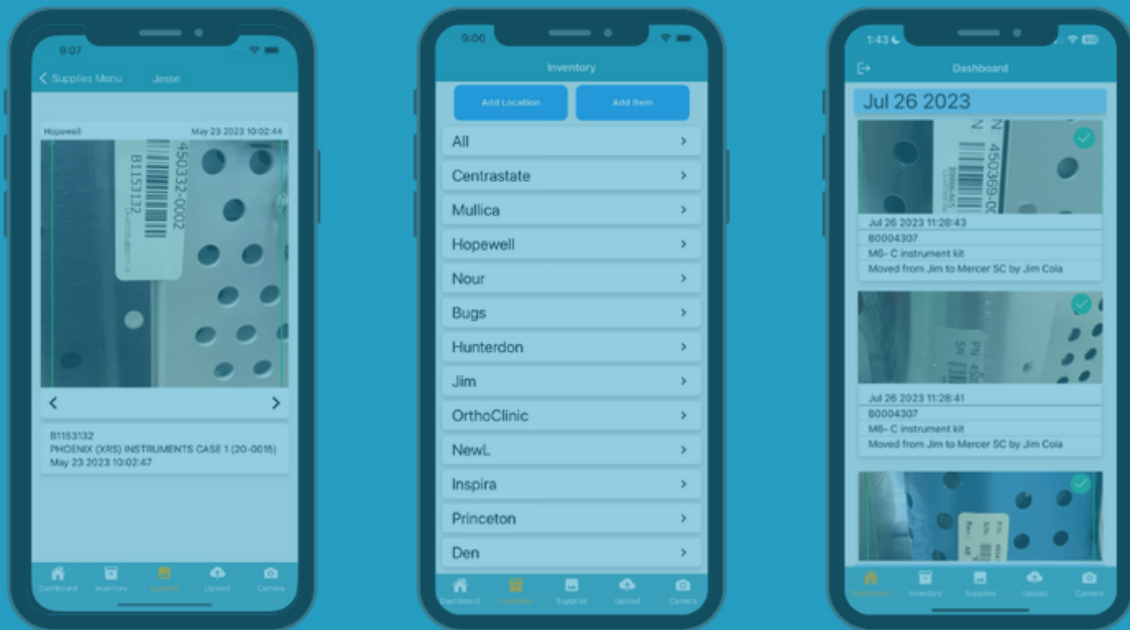 9:07
Supplies Menu Jesse
Hopewell May 23 2023 10:02:44
450332-0002
B1153132
B1153132
PHOENIX (XRS) INSTRUMENTS CASE 1 (20-0015)
May 23 2023 10:02:47
Dashboard Inventory Supplies Upload Camera
9:00
Inventory
Add Location Add Item
All
Centrastate
Mullica
Hopewell
Nour
Bugs
Hunterdon
Jim
OrthoClinic
NewL
Inspira
Princeton
Den
Dashboard Inventory Supplies Upload Camera
1:43
Dashboard
Jul 26 2023
Jul 26 2023 11:28:43
B0004307
M6- C instrument kit
Moved from Jim to Mercer SC by Jim Cola
PN
SN
Jul 26 2023 11:28:41
B0004307
M6- C instrument kit
Moved from Jim to Mercer SC by Jim Cola
Dashboard Inventory Supplies Upload Camera